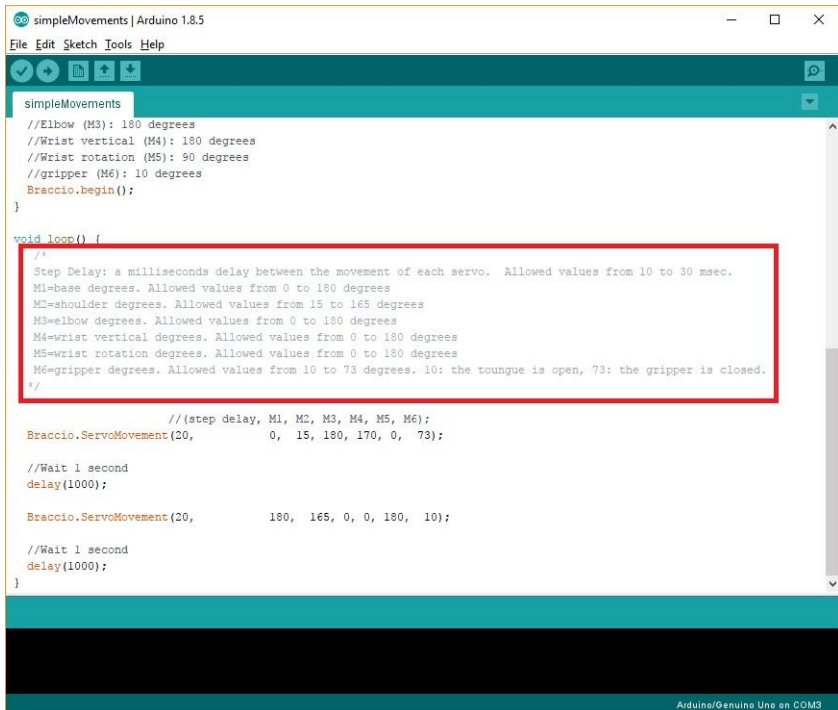 simpleMovements | Arduino 1.8.5
File Edit Sketch Tools Help
simpleMovements
//Elbow (M3): 180 degrees
//Wrist vertical (M4): 180 degrees
//Wrist rotation (M5): 90 degrees
//gripper (M6): 10 degrees
Braccio.begin();
}
void loop() {
/*
Step Delay: a milliseconds delay between the movement of each servo.  Allowed values from 10 to 30 msec.
M1=base degrees. Allowed values from 0 to 180 degrees
M2=shoulder degrees. Allowed values from 15 to 165 degrees
M3=elbow degrees. Allowed values from 0 to 180 degrees
M4=wrist vertical degrees. Allowed values from 0 to 180 degrees
M5=wrist rotation degrees. Allowed values from 0 to 180 degrees
M6=gripper degrees. Allowed values from 10 to 73 degrees. 10: the toungue is open, 73: the gripper is closed.
*/
//(step delay, M1, M2, M3, M4, M5, M6);
Braccio.ServoMovement(20,           0,  15, 180, 170, 0,  73);
//Wait 1 second
delay(1000);
Braccio.ServoMovement(20,           180,  165, 0, 0, 180,  10);
//Wait 1 second
delay(1000);
}
Arduino/Genuino Uno on COM3